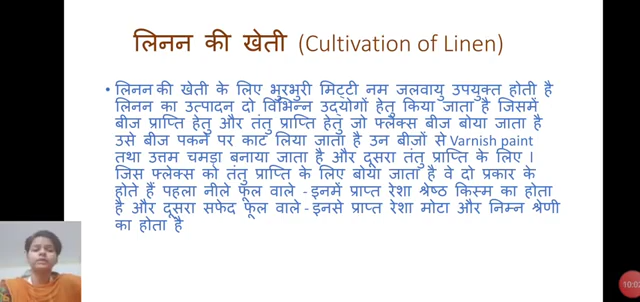 लिनन की खेती (Cultivation of Linen)
• लिनन की खेती के लिए भुरभुरी मिट्टी नम जलवायु उपयुक्त होती है
लिनन का उत्पादन दो विभिन्न उद्योगों हेतु किया जाता है जिसमें
बीज प्राप्ति हेतु और तंतु प्राप्ति हेतु जो फ्लैक्स बीज बोया जाता है
उसे बीज पकने पर काट लिया जाता है उन बीजों से Varnish paint
तथा उत्तम चमड़ा बनाया जाता है और दूसरा तंतु प्राप्ति के लिए ।
जिस फ्लेक्स को तंतु प्राप्ति के लिए बोया जाता है वे दो प्रकार के
होते हैं पहला नीले फूल वाले - इनमें प्राप्त रेशा श्रेष्ठ किस्म का होता
है और दूसरा सफेद फूल वाले - इनसे प्राप्त रेशा मोटा और निम्न श्रेणी
का होता है